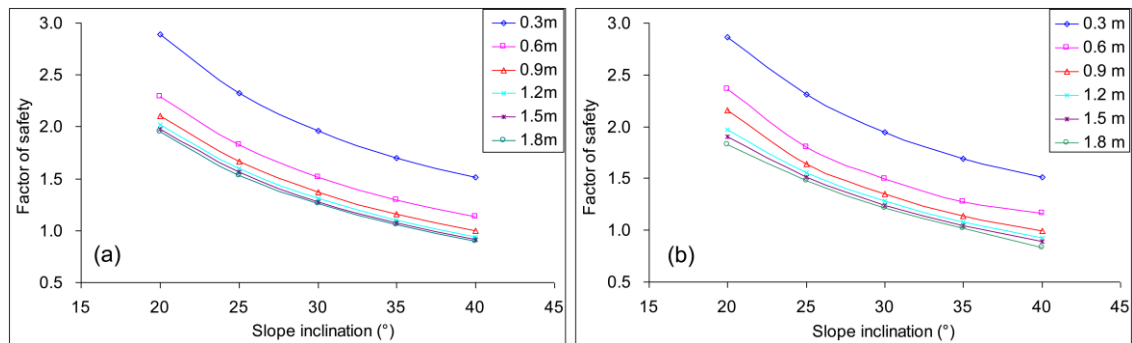 3.0
2.5
2.0
1.5
1.0
0.5
Factor of safety
(a)
0.3m
0.6m
0.9m
1.2m
1.5m
1.8m
15 20 25 30 35 40 45
Slope inclination (°)
3.0
2.5
2.0
1.5
1.0
0.5
Factor of safety
(b)
0.3 m
0.6 m
0.9 m
1.2 m
1.5 m
1.8 m
15 20 25 30 35 40 45
Slope inclination (°)